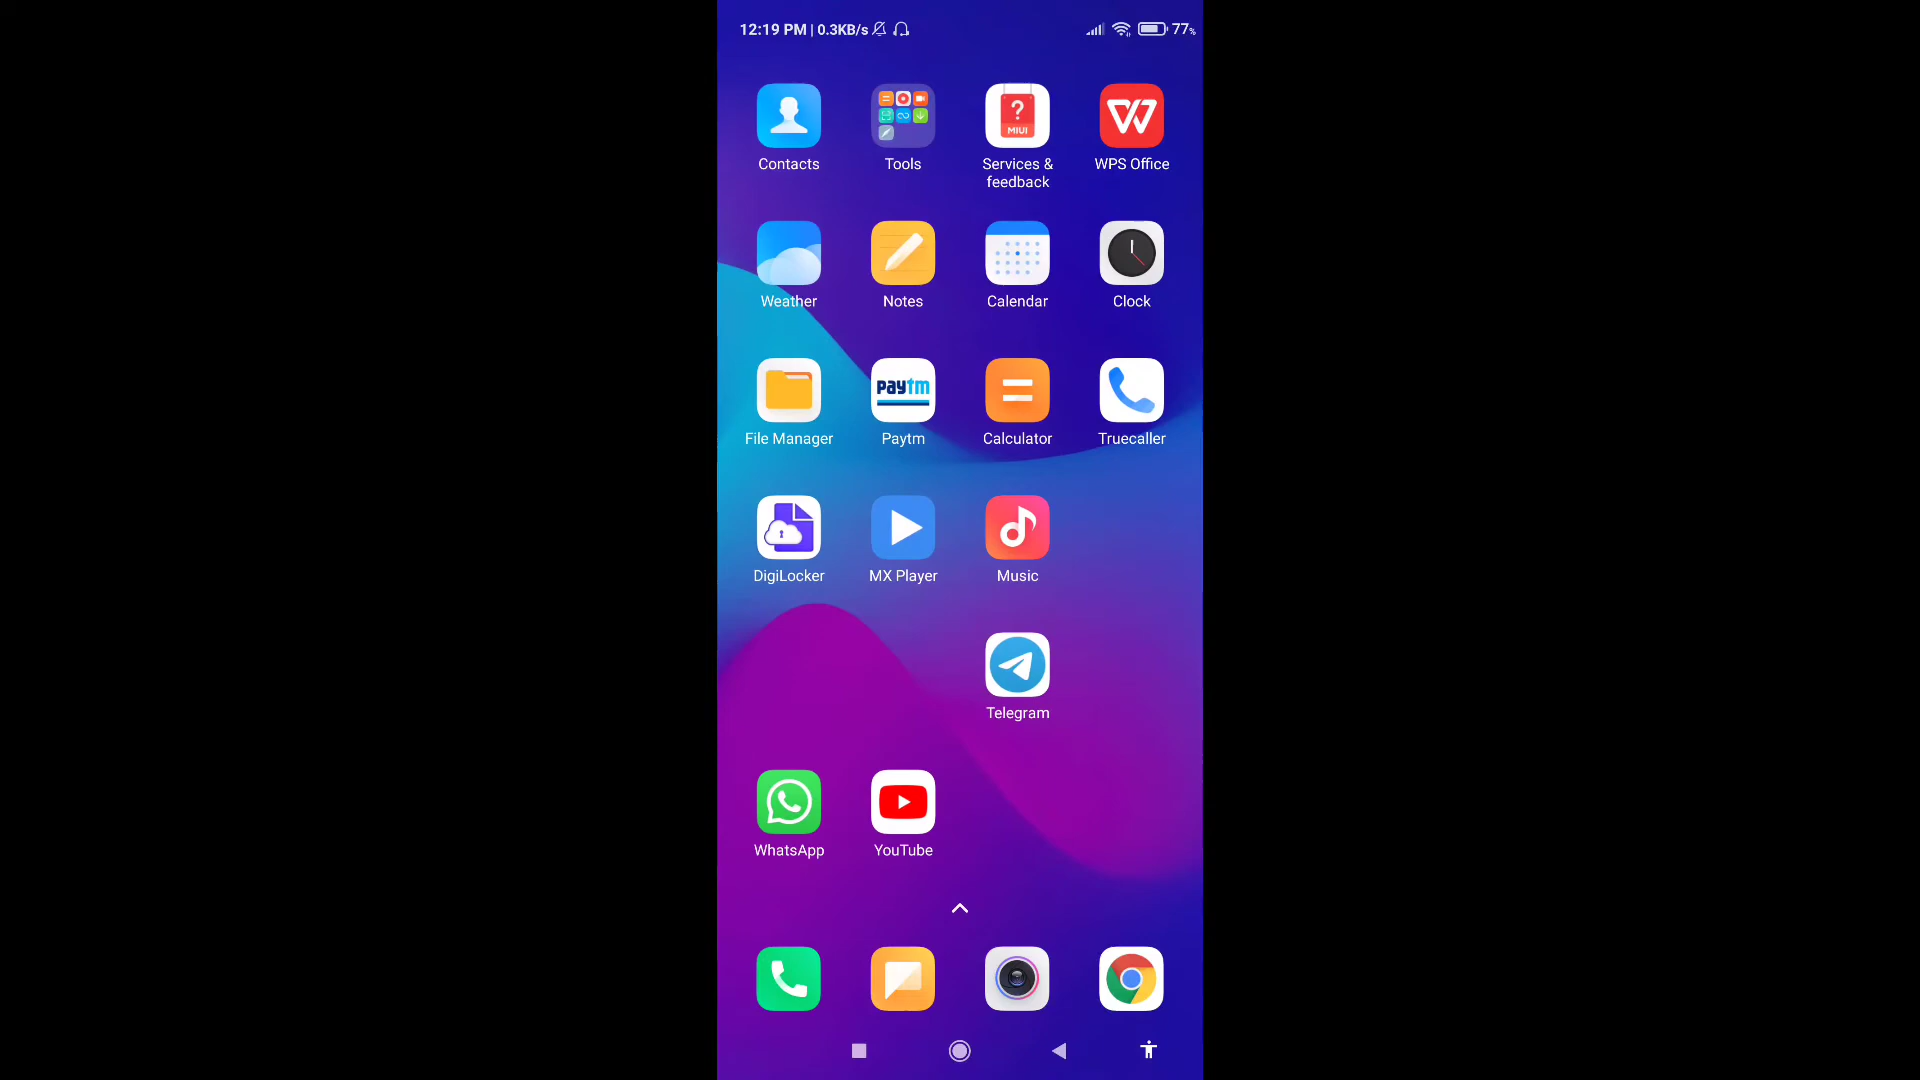 12:19 PM | 0.3KB/s
77%
Contacts
Tools
MIUI
Services &
feedback
WPS Office
Weather
Notes
Calendar
Clock
File Manager
paytm
Paytm
Calculator
Truecaller
DigiLocker
MX Player
Music
Telegram
WhatsApp
YouTube